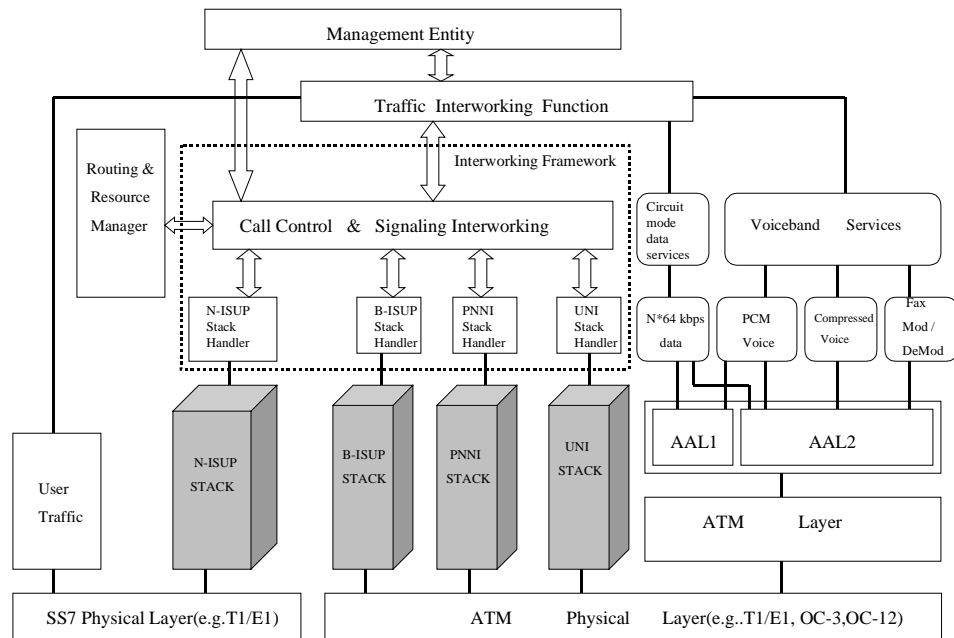 Management Entity
Traffic Interworking Function
Interworking Framework
Routing &
Resource
Manager
Call Control & Signaling Interworking
Circuit
mode
data
services
Voiceband Services
N-ISUP
Stack
Handler
B-ISUP
Stack
Handler
PNNI
Stack
Handler
UNI
Stack
Handler
N*64 kbps
data
PCM
Voice
Compressed
Voice
Fax
Mod /
DeMod
AAL1
AAL2
User
Traffic
N-ISUP
STACK
B-ISUP
STACK
PNNI
STACK
UNI
STACK
ATM Layer
SS7 Physical Layer(e.g.T1/E1)
ATM Physical Layer(e.g..T1/E1, OC-3,OC-12)